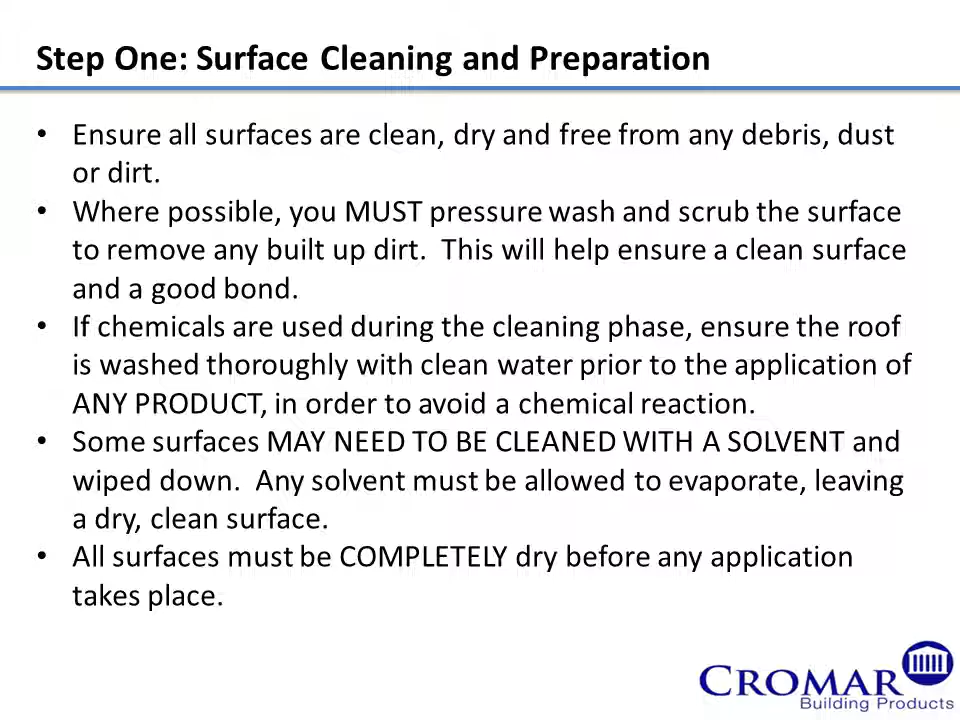 Step One: Surface Cleaning and Preparation
• Ensure all surfaces are clean, dry and free from any debris, dust
or dirt.
• Where possible, you MUST pressure wash and scrub the surface
to remove any built up dirt.  This will help ensure a clean surface
and a good bond.
• If chemicals are used during the cleaning phase, ensure the roof
is washed thoroughly with clean water prior to the application of
ANY PRODUCT, in order to avoid a chemical reaction.
• Some surfaces MAY NEED TO BE CLEANED WITH A SOLVENT and
wiped down.  Any solvent must be allowed to evaporate, leaving
a dry, clean surface.
• All surfaces must be COMPLETELY dry before any application
takes place.
CROMAR
Building Products